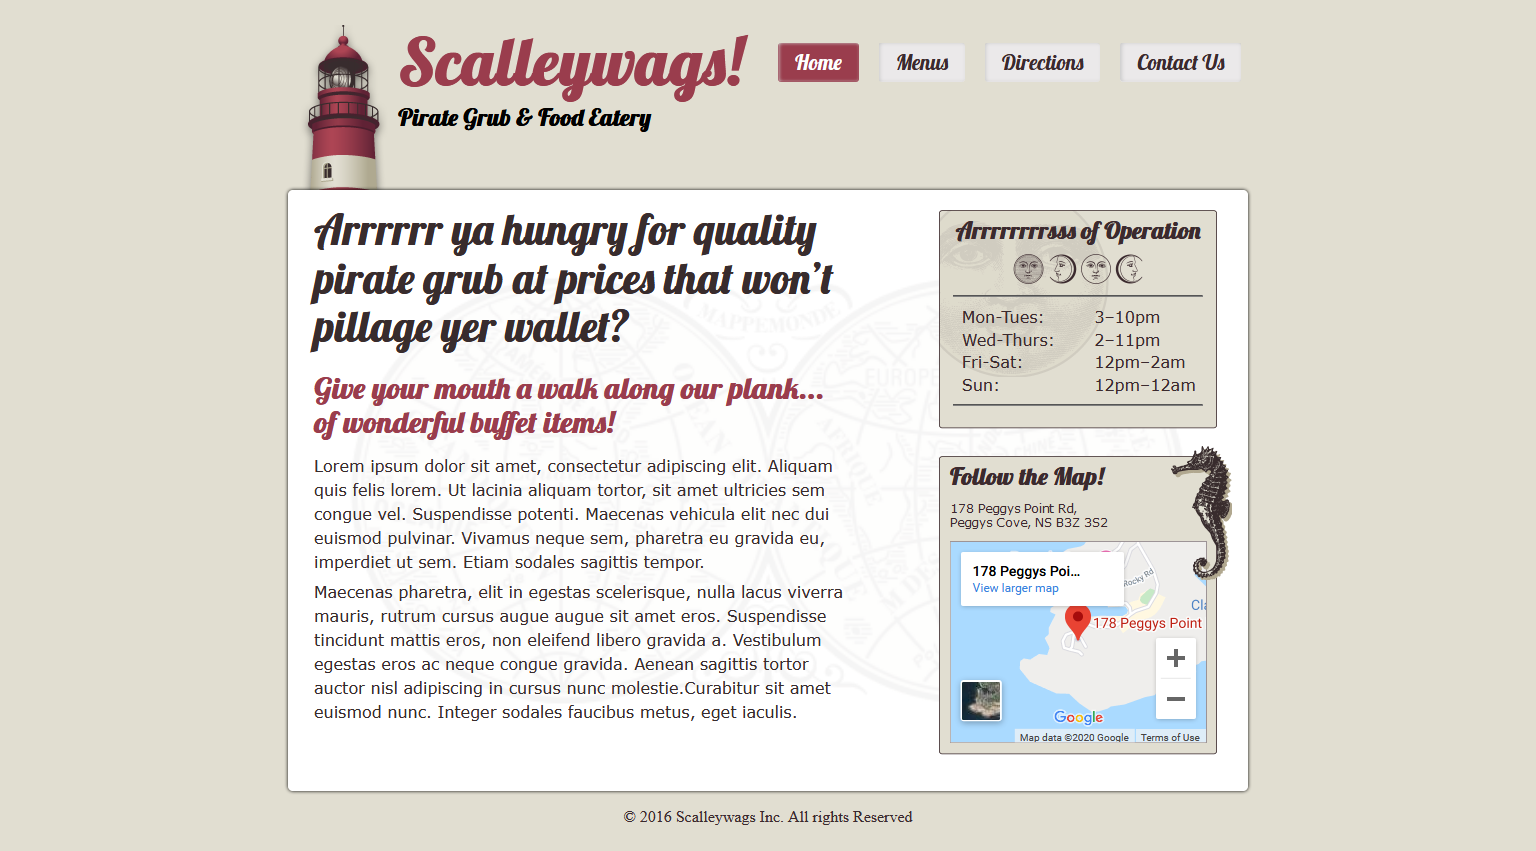 Scalleywags!
Pirate Grub & Food Eatery
Home
Menus
Directions
Contact Us
Arrrrrr ya hungry for quality
pirate grub at prices that won't
pillage yer wallet?
Give your mouth a walk along our plank...
of wonderful buffet items!
Lorem ipsum dolor sit amet, consectetur adipiscing elit. Aliquam
quis felis lorem. Ut lacinia aliquam tortor, sit amet ultricies sem
congue vel. Suspendisse potenti. Maecenas vehicula elit nec dui
euismod pulvinar. Vivamus neque sem, pharetra eu gravida eu,
imperdiet ut sem. Etiam sodales sagittis tempor.
Maecenas pharetra, elit in egestas scelerisque, nulla lacus viverra
mauris, rutrum cursus augue augue sit amet eros. Suspendisse
tincidunt mattis eros, non eleifend libero gravida a. Vestibulum
egestas eros ac neque congue gravida. Aenean sagittis tortor
auctor nisl adipiscing in cursus nunc molestie.Curabitur sit amet
euismod nunc. Integer sodales faucibus metus, eget iaculis.
MAPPEMONDE
OCEAN
EUROPE
AFRIQUE
Arrrrrrrrsss of Operation
Mon-Tues: 3–10pm
Wed-Thurs: 2–11pm
Fri-Sat: 12pm–2am
Sun: 12pm–12am
Follow the Map!
178 Peggys Point Rd,
Peggys Cove, NS B3Z 3S2
178 Peggys Poi...
View larger map
Rocky Rd
Cla
178 Peggys Point
Google
Map data ©2020 Google
Terms of Use
© 2016 Scalleywags Inc. All rights Reserved